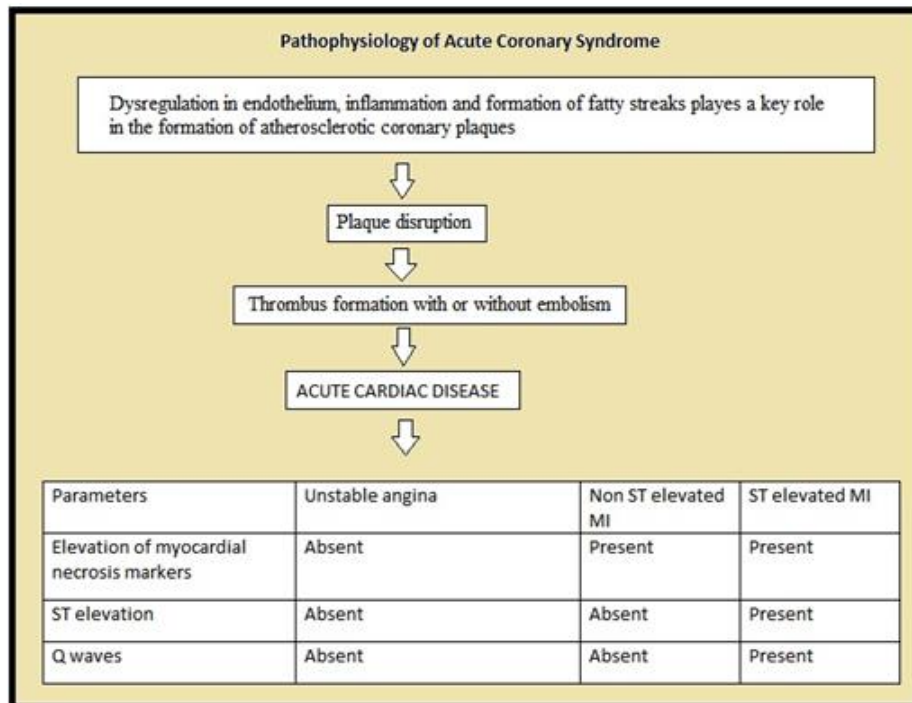 Pathophysiology of Acute Coronary Syndrome
Dysregulation in endothelium, inflammation and formation of fatty streaks playes a key role
in the formation of atherosclerotic coronary plaques
Plaque disruption
Thrombus formation with or without embolism
ACUTE CARDIAC DISEASE
Parameters Unstable angina Non ST elevated ST elevated MI
MI
Elevation of myocardial Absent Present Present
necrosis markers
ST elevation Absent Absent Present
Q waves Absent Absent Present